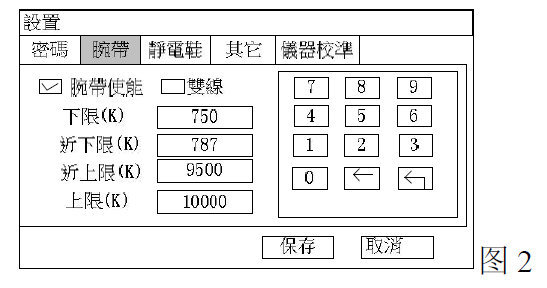 設置
密碼 腕帶 靜電鞋 其它 儀器校準
腕帶使能 雙線
下限(K) 750
近下限(K) 787
近上限(K) 9500
上限(K) 10000
7 8 9
4 5 6
1 2 3
0 ← ↰
保存 取消
图 2